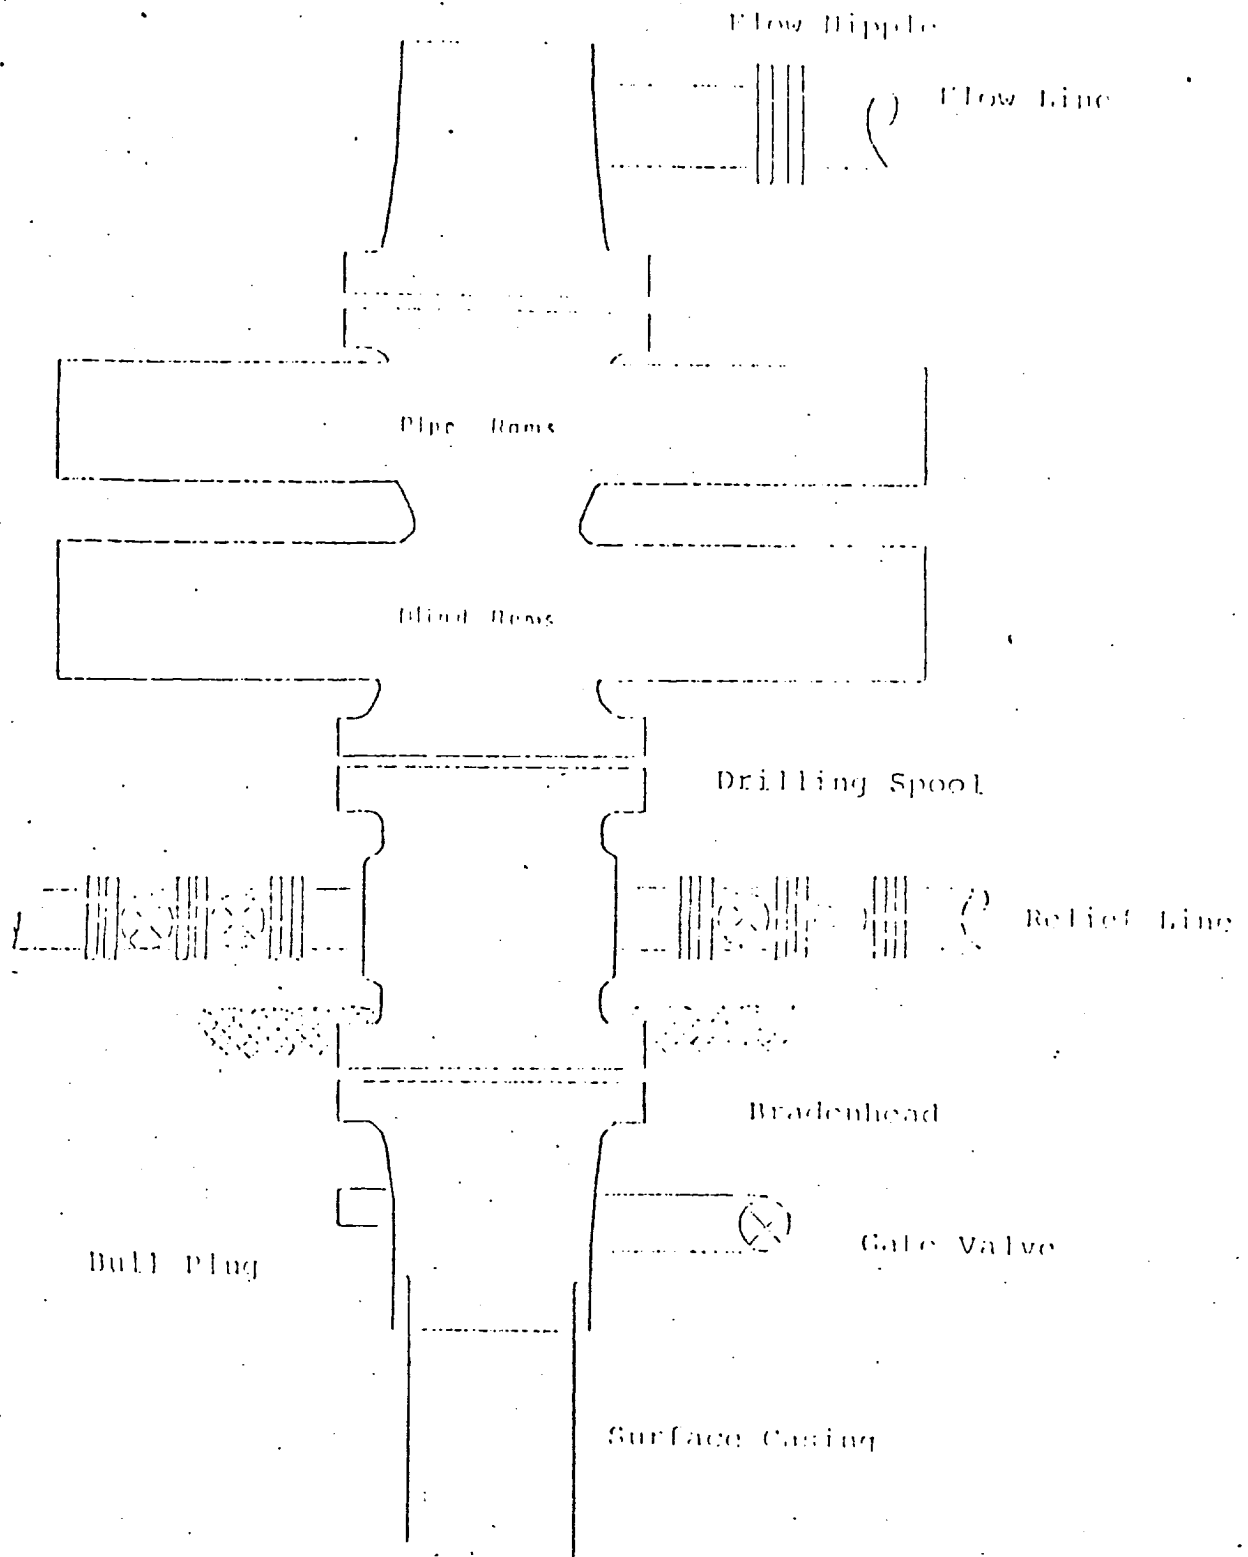 Flow Nipple
Flow Line
Pipe Rams
Blind Rams
Drilling Spool
Relief Line
Bradenhead
Gate Valve
Bull Plug
Surface Casing